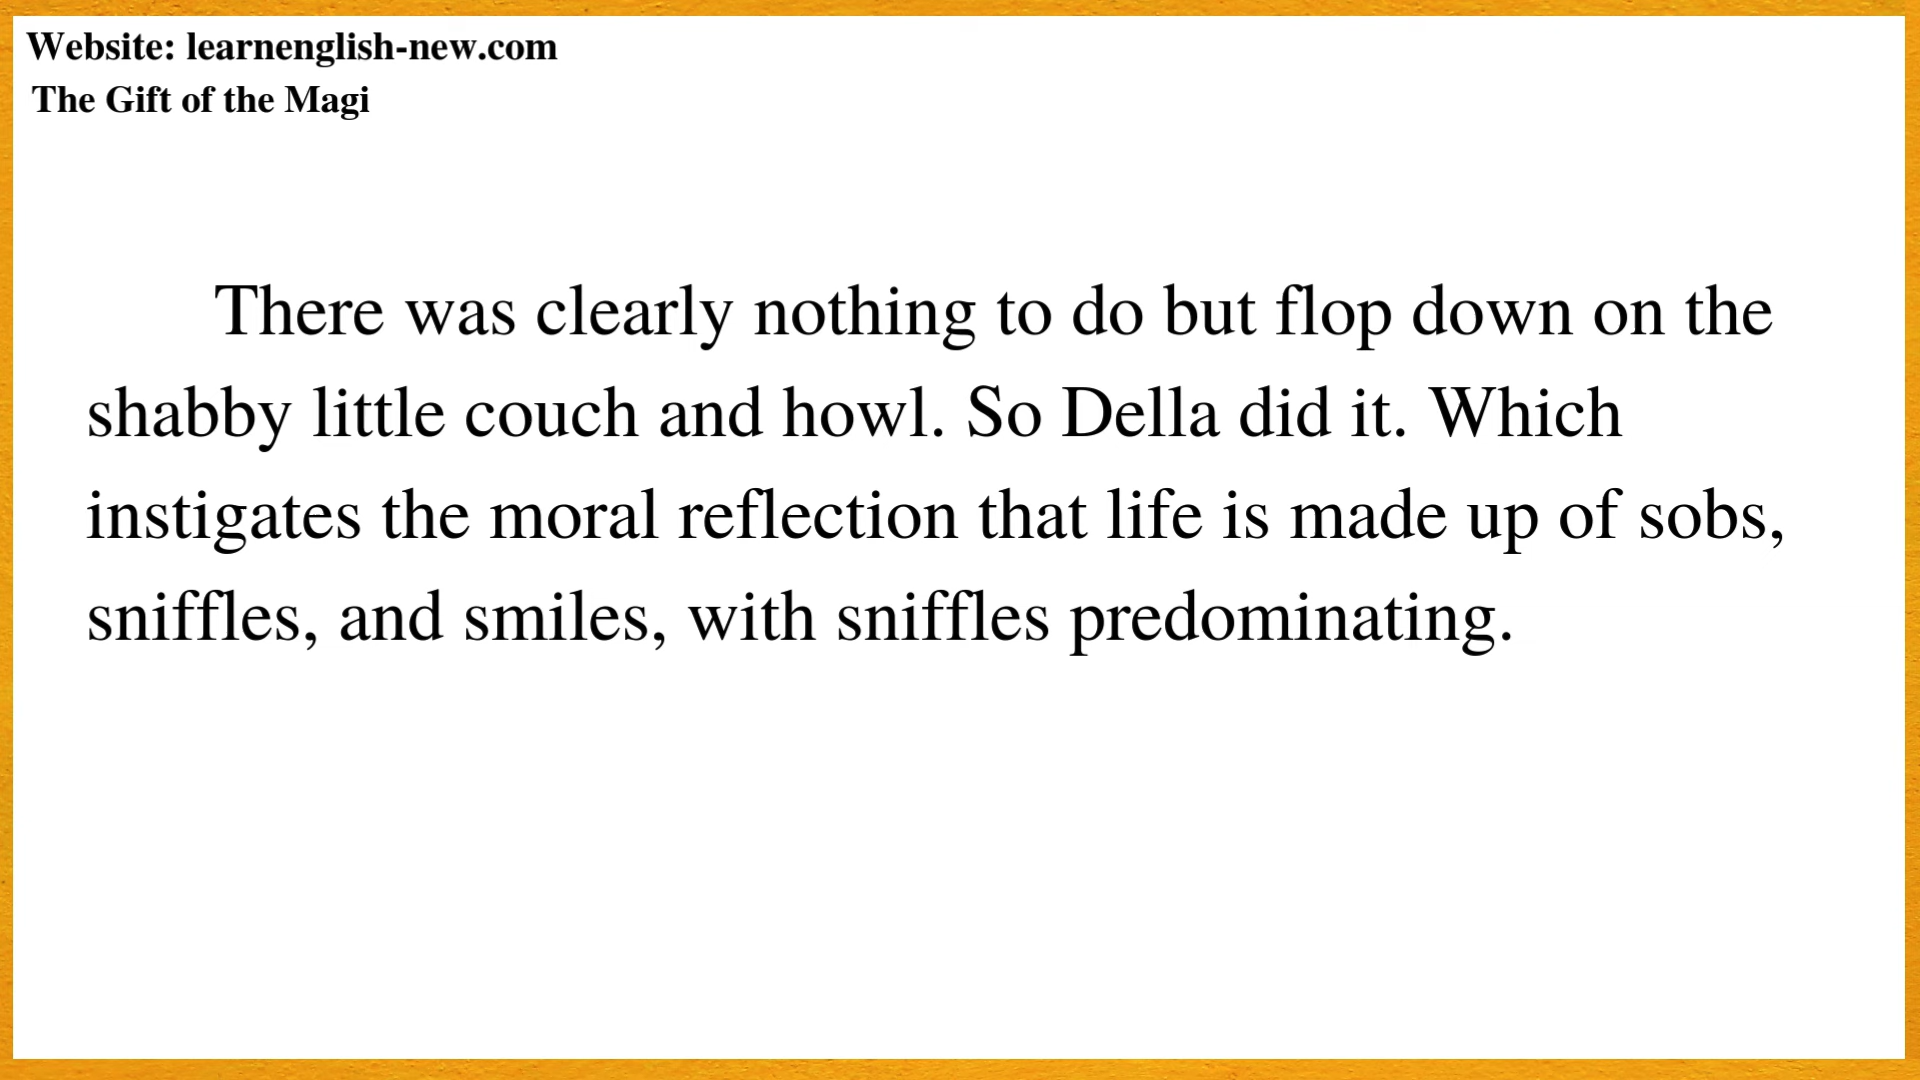 Website: learnenglish-new.com
The Gift of the Magi
There was clearly nothing to do but flop down on the
shabby little couch and howl. So Della did it. Which
instigates the moral reflection that life is made up of sobs,
sniffles, and smiles, with sniffles predominating.